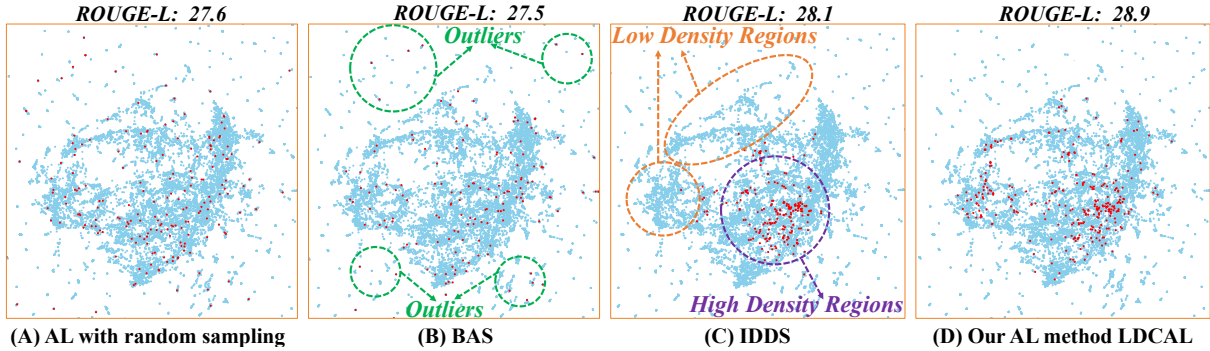 ROUGE-L: 27.6
ROUGE-L: 27.5
ROUGE-L: 28.1
ROUGE-L: 28.9
Outliers
Low Density Regions
Outliers
High Density Regions
(A) AL with random sampling
(B) BAS
(C) IDDS
(D) Our AL method LDCAL